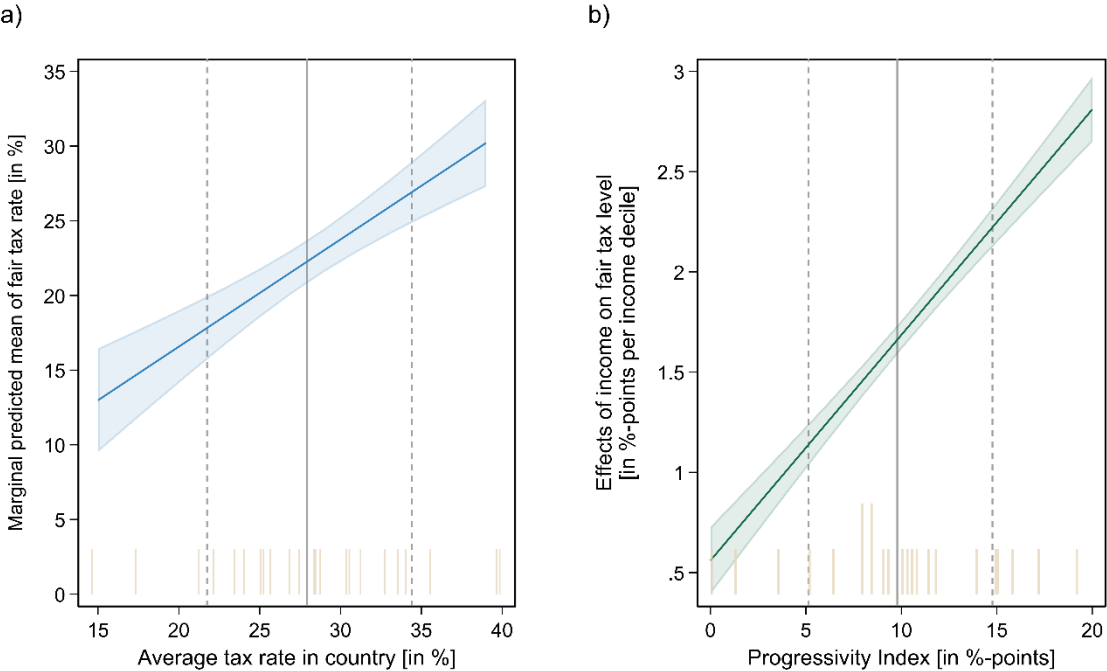 a)
Marginal predicted mean of fair tax rate [in %]
35
30
25
20
15
10
5
0
15 20 25 30 35 40
Average tax rate in country [in %]
b)
Effects of income on fair tax level
[in %-points per income decile]
3
2.5
2
1.5
1
.5
0 5 10 15 20
Progressivity Index [in %-points]